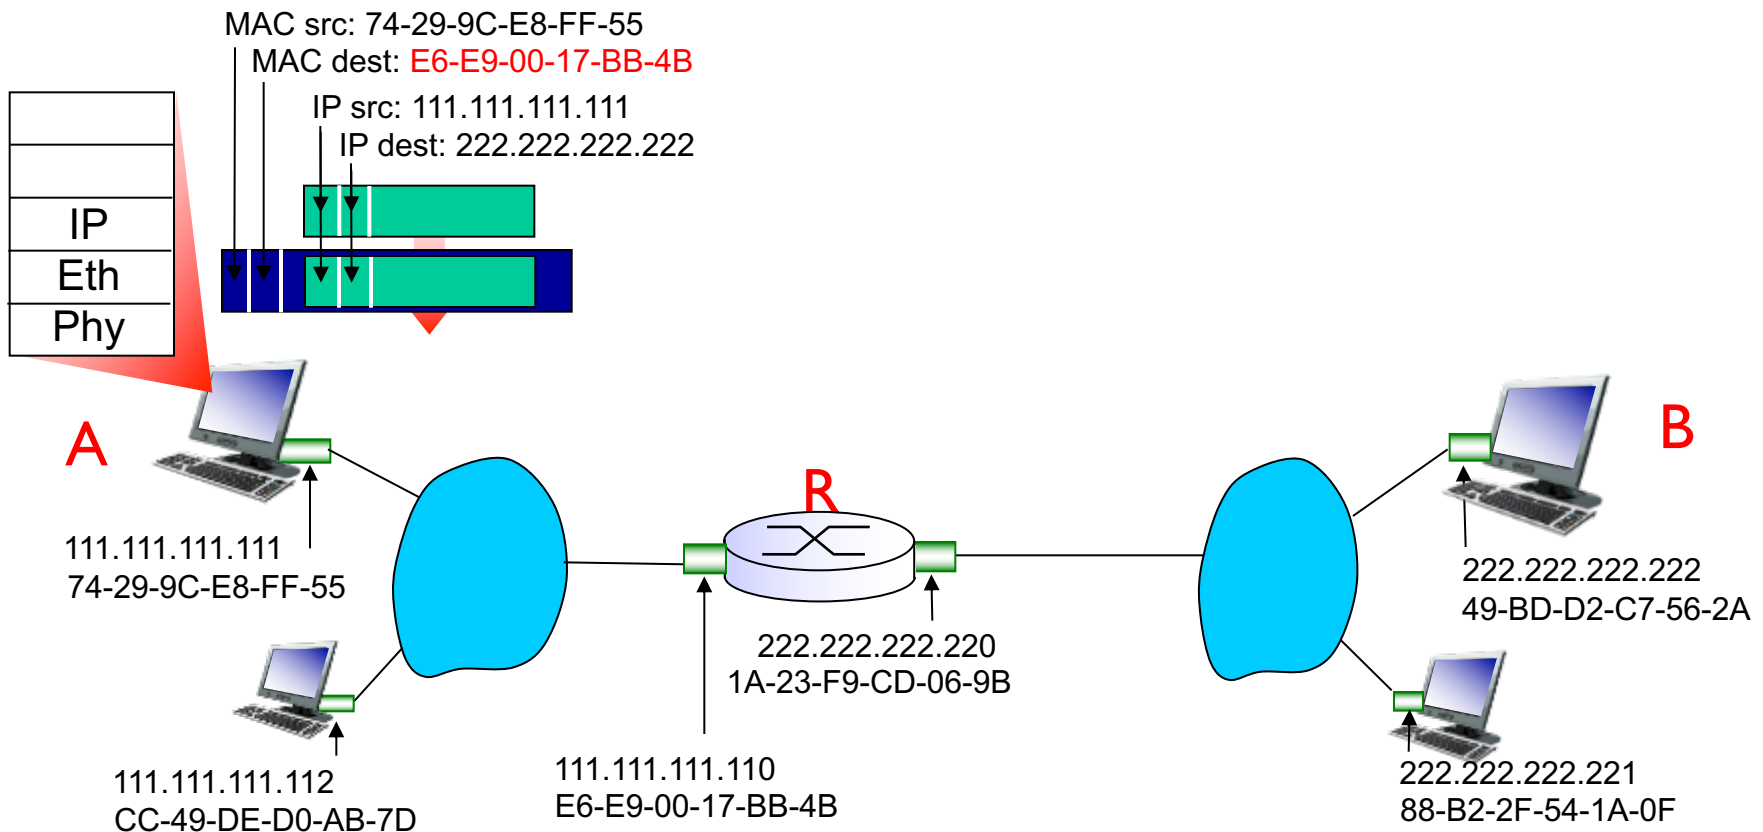 MAC src: 74-29-9C-E8-FF-55
MAC dest: E6-E9-00-17-BB-4B
IP src: 111.111.111.111
IP dest: 222.222.222.222
IP
Eth
Phy
A
B
R
111.111.111.111
74-29-9C-E8-FF-55
222.222.222.222
49-BD-D2-C7-56-2A
222.222.222.220
1A-23-F9-CD-06-9B
111.111.111.112
CC-49-DE-D0-AB-7D
111.111.111.110
E6-E9-00-17-BB-4B
222.222.222.221
88-B2-2F-54-1A-0F